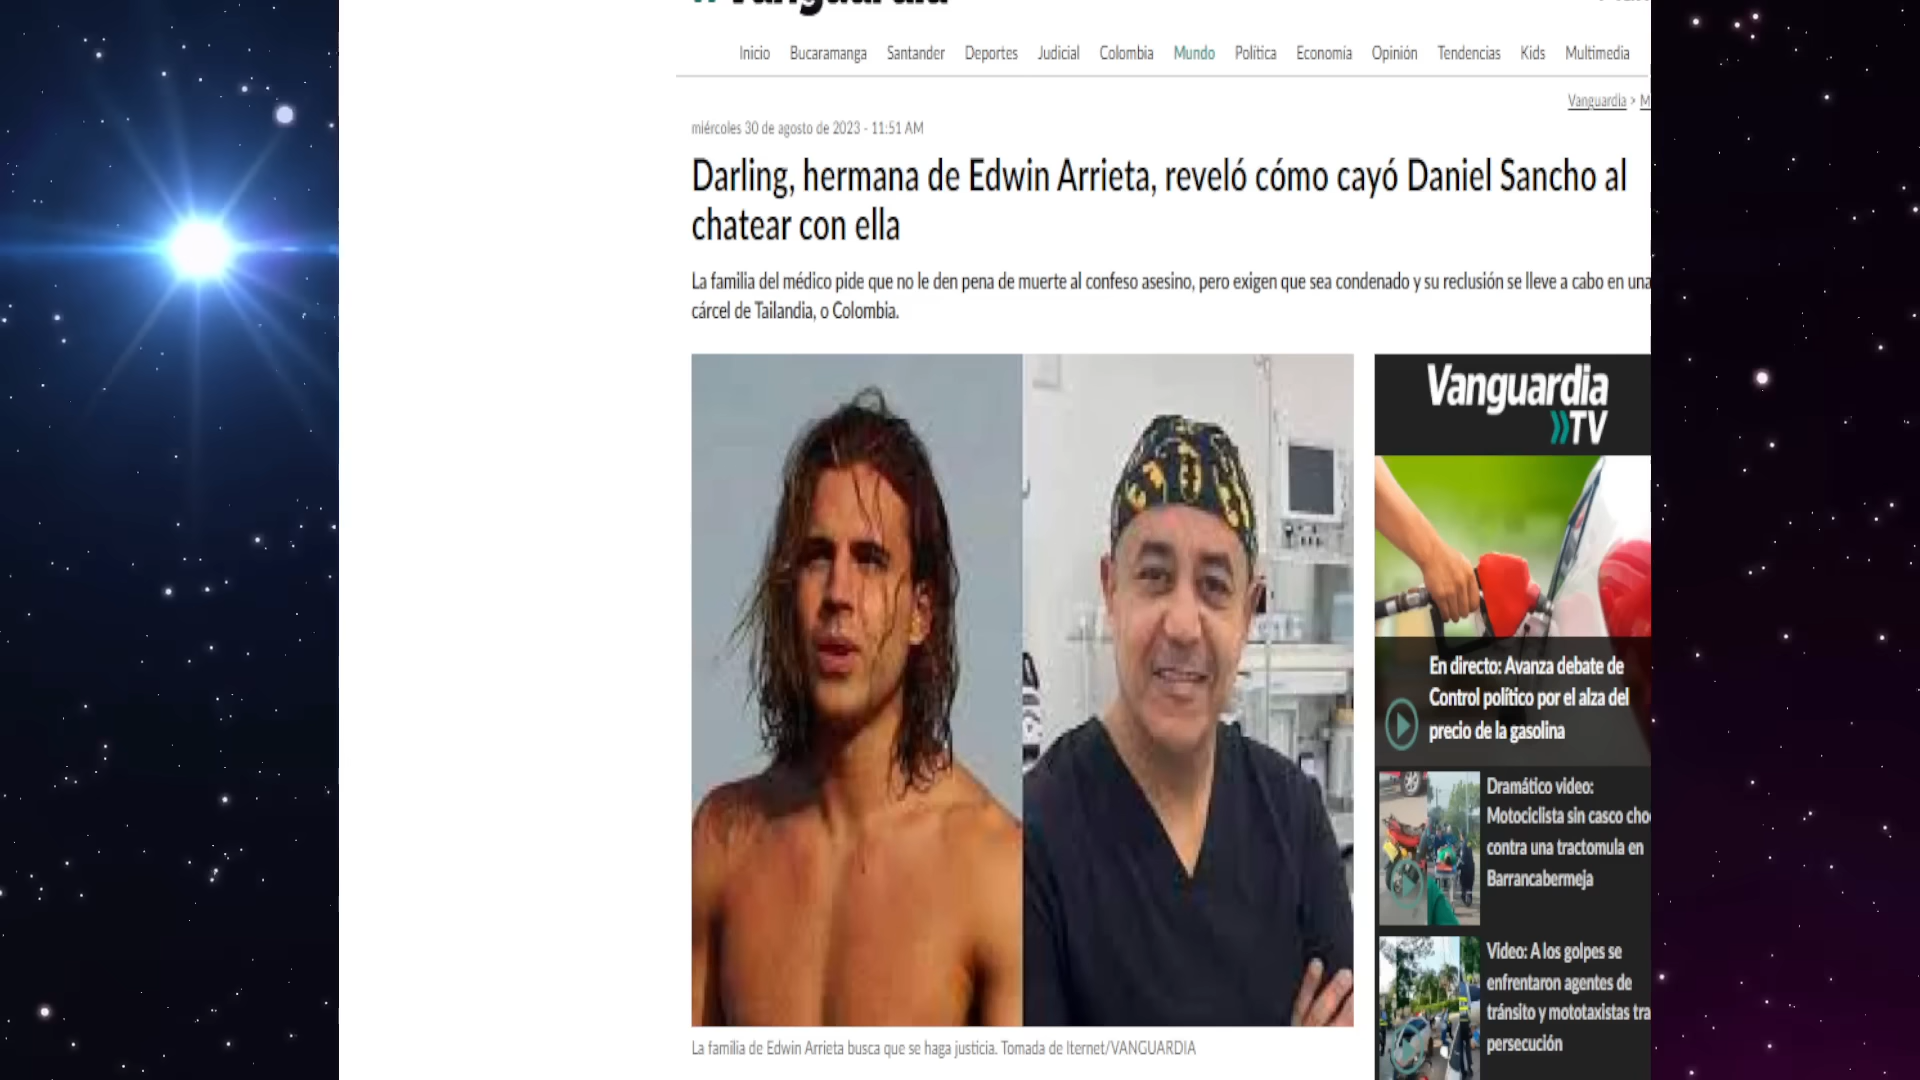 Vanguardia
Inicio Bucaramanga Santander Deportes Judicial Colombia Mundo Política Economía Opinión Tendencias Kids Multimedia
Vanguardia > M
miércoles 30 de agosto de 2023 - 11:51 AM
Darling, hermana de Edwin Arrieta, reveló cómo cayó Daniel Sancho al
chatear con ella
La familia del médico pide que no le den pena de muerte al confeso asesino, pero exigen que sea condenado y su reclusión se lleve a cabo en una
cárcel de Tailandia, o Colombia.
Vanguardia
TV
En directo: Avanza debate de
Control político por el alza del
precio de la gasolina
Dramático video:
Motociclista sin casco cho
contra una tractomula en
Barrancabermeja
Video: A los golpes se
enfrentaron agentes de
tránsito y mototaxistas tra
persecución
La familia de Edwin Arrieta busca que se haga justicia. Tomada de Iternet/VANGUARDIA